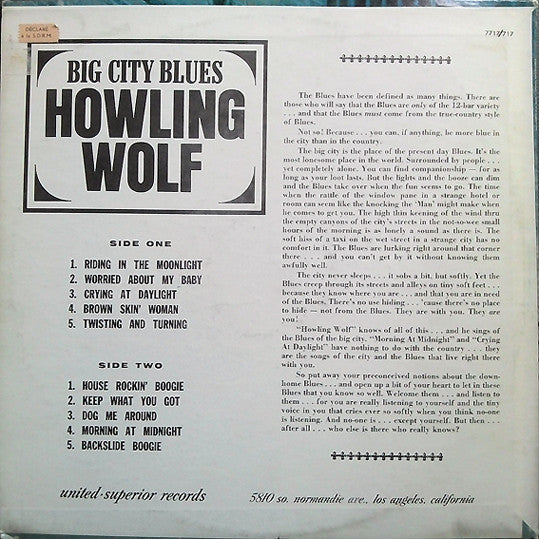 DÉCLARÉ
à la S.D.R.M.
7717/717
BIG CITY BLUES
HOWLING
WOLF
SIDE ONE
1. RIDING IN THE MOONLIGHT
2. WORRIED ABOUT MY BABY
3. CRYING AT DAYLIGHT
4. BROWN SKIN' WOMAN
5. TWISTING AND TURNING
SIDE TWO
1. HOUSE ROCKIN' BOOGIE
2. KEEP WHAT YOU GOT
3. DOG ME AROUND
4. MORNING AT MIDNIGHT
5. BACKSLIDE BOOGIE
The Blues have been defined as many things. There are
those who will say that the Blues are only of the 12-bar variety
. . . and that the Blues must come from the true-country style
of Blues.
Not so! Because . . . you can, if anything, be more blue in
the city than in the country.
The big city is the place of the present day Blues. It's the
most lonesome place in the world. Surrounded by people . . .
yet completely alone. You can find companionship — for as
long as your loot lasts. But the lights and the booze can dim
and the Blues take over when the fun seems to go. The time
when the rattle of the window pane in a strange hotel or
room can seem like the knocking the 'Man' might make when
he comes to get you. The high thin keening of the wind thru
the empty canyons of the city's streets in the not-so-wee small
hours of the morning is as lonely a sound as there is. The
soft hiss of a taxi on the wet street in a strange city has no
comfort in it. The Blues are lurking right around that corner
there . . . and you can't get by it without knowing them
awfully well.
The city never sleeps . . . it sobs a bit, but softly. Yet the
Blues creep through its streets and alleys on tiny soft feet . . .
because they know where you are . . . and that you are in need
of the Blues. There's no use hiding . . . 'cause there's no place
to hide — not from the Blues. They are with you. They are
you!
"Howling Wolf" knows of all of this . . . and he sings of
the Blues of the big city. "Morning At Midnight" and "Crying
At Daylight" have nothing to do with the country . . . they
are the songs of the city and the Blues that live right there
with you.
So put away your preconceived notions about the down-
home Blues . . . and open up a bit of your heart to let in these
Blues that you know so well. Welcome them . . . and listen to
them . . . for you are really listening to yourself and the tiny
voice in you that cries ever so softly when you think no-one
is listening. And no-one is . . . except yourself. But then . . .
after all . . . who else is there who really knows?
united·superior records
5810 so. normandie ave., los angeles, california